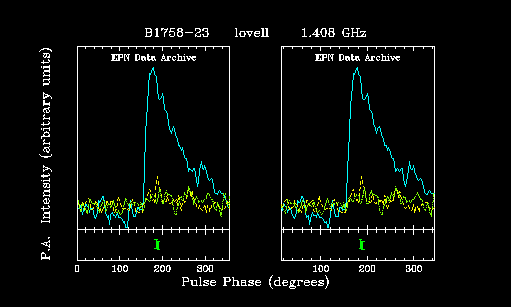 B1758-23 lovell 1.408 GHz
EPN Data Archive EPN Data Archive
P.A. Intensity (arbitrary units)
0 100 200 300 100 200 300
Pulse Phase (degrees)